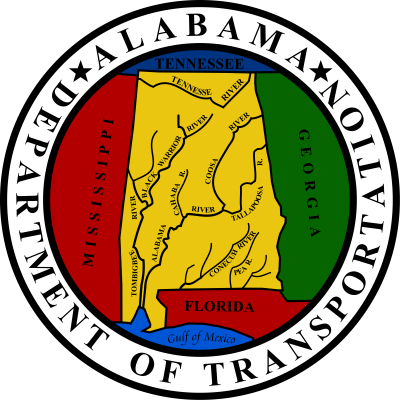 ALABAMA
DEPARTMENT OF TRANSPORTATION
TENNESSEE
TENNESSE RIVER
MISSISSIPPI
GEORGIA
BLACK WARRIOR RIVER
COOSA RIVER
CAHABA R.
TALLAPOOSA R.
TOMBIGBEE RIVER
ALABAMA RIVER
CONECUH RIVER
PEA R.
FLORIDA
Gulf of Mexico